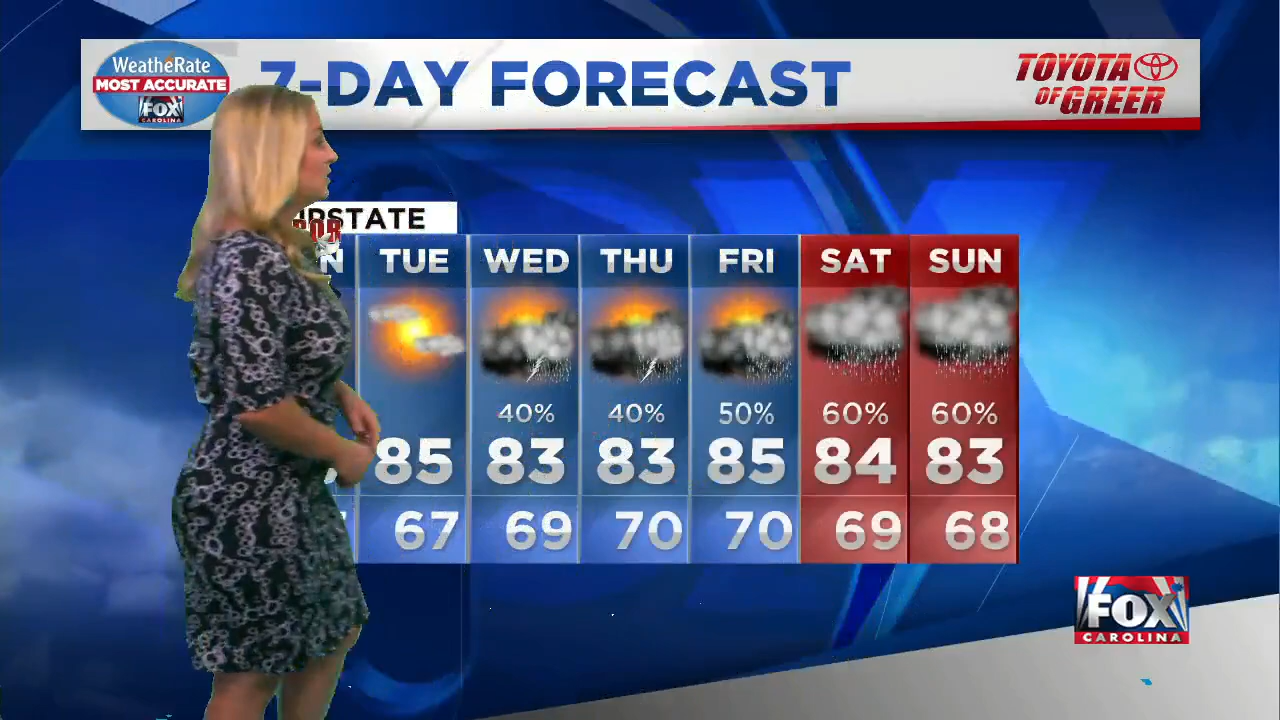 WeatheRate
MOST ACCURATE
FOX
CAROLINA
7-DAY FORECAST
TOYOTA
OF GREER
UPSTATE
TUE WED THU FRI SAT SUN
40% 40% 50% 60% 60%
85 83 83 85 84 83
67 69 70 70 69 68
FOX
CAROLINA